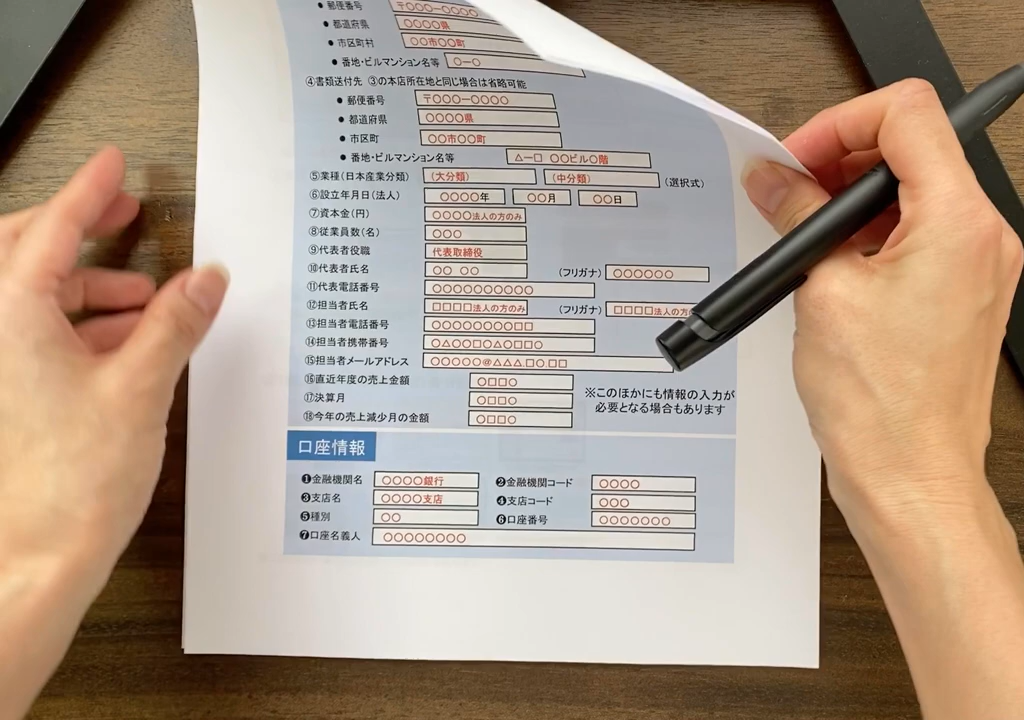 ● 郵便番号 〒○○○ー○○○○
● 都道府県 ○○○○県
● 市区町村 ○○市○○町
● 番地・ビルマンション名等 ○ー○
④書類送付先 ③の本店所在地と同じ場合は省略可能
● 郵便番号 〒○○○ー○○○○
● 都道府県 ○○○○県
● 市区町 ○○市○○町
● 番地・ビルマンション名等 △ー□ ○○ビル○階
⑤業種(日本産業分類) (大分類) (中分類) (選択式)
⑥設立年月日(法人) ○○○○年 ○○月 ○○日
⑦資本金(円) ○○○○法人の方のみ
⑧従業員数(名) ○○○
⑨代表者役職 代表取締役
⑩代表者氏名 ○○ ○○ (フリガナ) ○○○○○○
⑪代表電話番号 ○○○○○○○○○○
⑫担当者氏名 □□□□法人の方のみ (フリガナ) □□□□法人の方
⑬担当者電話番号 ○○○○○○○○□□
⑭担当者携帯番号 ○△○○□○△○□□○
⑮担当者メールアドレス ○○○○○@△△△.□○.□□
⑯直近年度の売上金額 ○□□○
⑰決算月 ○□□○
⑱今年の売上減少月の金額 ○□□○
※このほかにも情報の入力が
必要となる場合もあります
口座情報
❶金融機関名 ○○○○銀行 ❷金融機関コード ○○○○
❸支店名 ○○○○支店 ❹支店コード ○○○
❺種別 ○○ ❻口座番号 ○○○○○○○
❼口座名義人 ○○○○○○○○